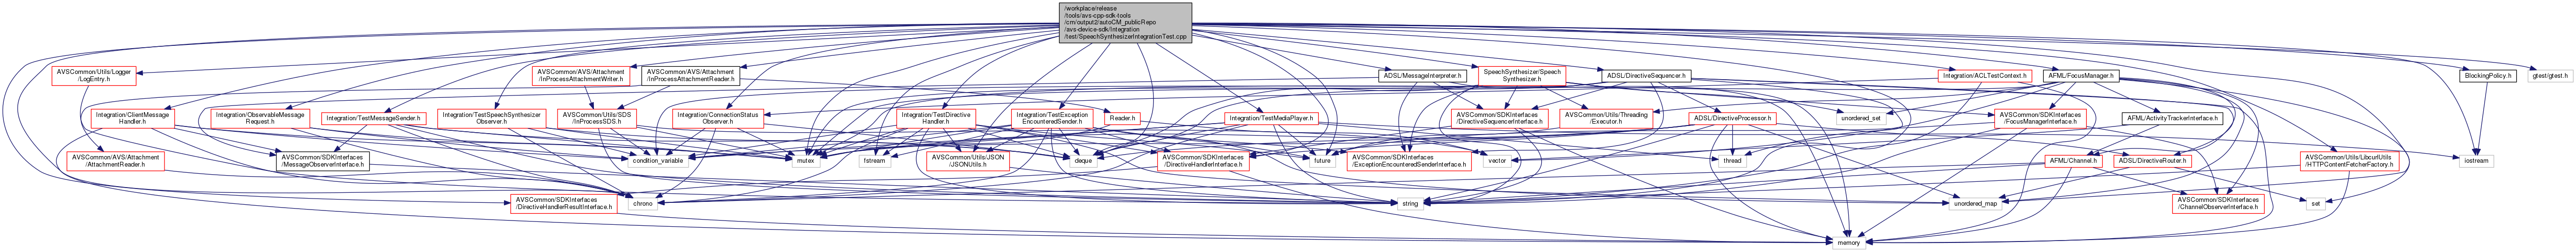 /workplace/release
/tools/avs-cpp-sdk-tools
/cm/output2/autoCM_publicRepo
/avs-device-sdk/Integration
/test/SpeechSynthesizerIntegrationTest.cpp
AVSCommon/Utils/Logger
/LogEntry.h
AVSCommon/AVS/Attachment
/InProcessAttachmentWriter.h
AVSCommon/AVS/Attachment
/InProcessAttachmentReader.h
ADSL/MessageInterpreter.h
SpeechSynthesizer/Speech
Synthesizer.h
ADSL/DirectiveSequencer.h
Integration/ACLTestContext.h
AFML/FocusManager.h
BlockingPolicy.h
gtest/gtest.h
Integration/ClientMessage
Handler.h
Integration/ObservableMessage
Request.h
Integration/TestMessageSender.h
Integration/TestSpeechSynthesizer
Observer.h
AVSCommon/Utils/SDS
/InProcessSDS.h
Integration/ConnectionStatus
Observer.h
Integration/TestDirective
Handler.h
Integration/TestException
EncounteredSender.h
Reader.h
Integration/TestMediaPlayer.h
AVSCommon/SDKInterfaces
/DirectiveSequencerInterface.h
AVSCommon/Utils/Threading
/Executor.h
unordered_set
ADSL/DirectiveProcessor.h
AVSCommon/SDKInterfaces
/FocusManagerInterface.h
AFML/ActivityTrackerInterface.h
AVSCommon/AVS/Attachment
/AttachmentReader.h
AVSCommon/SDKInterfaces
/MessageObserverInterface.h
condition_variable
mutex
fstream
AVSCommon/Utils/JSON
/JSONUtils.h
deque
AVSCommon/SDKInterfaces
/DirectiveHandlerInterface.h
future
AVSCommon/SDKInterfaces
/ExceptionEncounteredSenderInterface.h
vector
thread
AFML/Channel.h
ADSL/DirectiveRouter.h
AVSCommon/Utils/LibcurlUtils
/HTTPContentFetcherFactory.h
iostream
AVSCommon/SDKInterfaces
/DirectiveHandlerResultInterface.h
chrono
string
unordered_map
AVSCommon/SDKInterfaces
/ChannelObserverInterface.h
set
memory